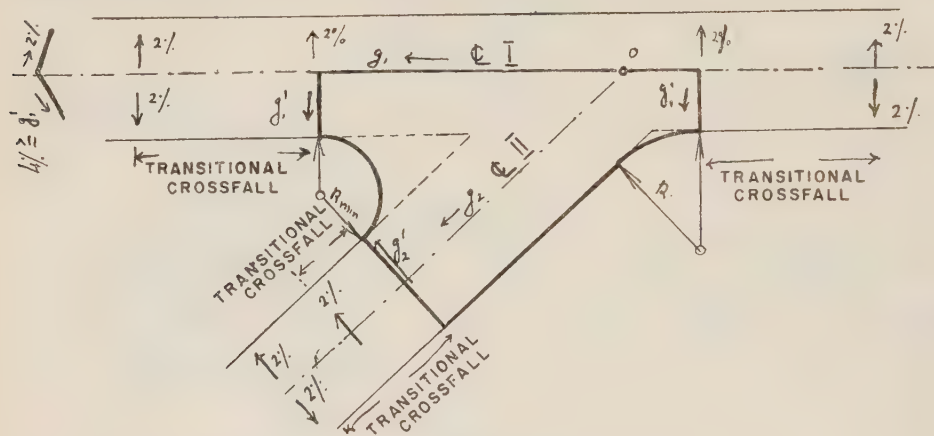 2%
4% ≥ g₁'
2%
2%
g₁'
2%
g₁ ← ℄ I
O
2%
g₁'
2%
2%
TRANSITIONAL
CROSSFALL
TRANSITIONAL
CROSSFALL
℄ II
g₂
Rmin
R
g₂'
TRANSITIONAL
CROSSFALL
2%
2%
2%
TRANSITIONAL
CROSSFALL